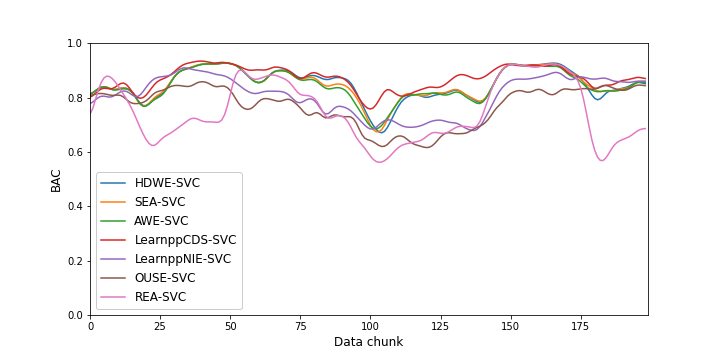 1.0
0.8
0.6
0.4
0.2
0.0
BAC
HDWE-SVC
SEA-SVC
AWE-SVC
LearnppCDS-SVC
LearnppNIE-SVC
OUSE-SVC
REA-SVC
0 25 50 75 100 125 150 175
Data chunk